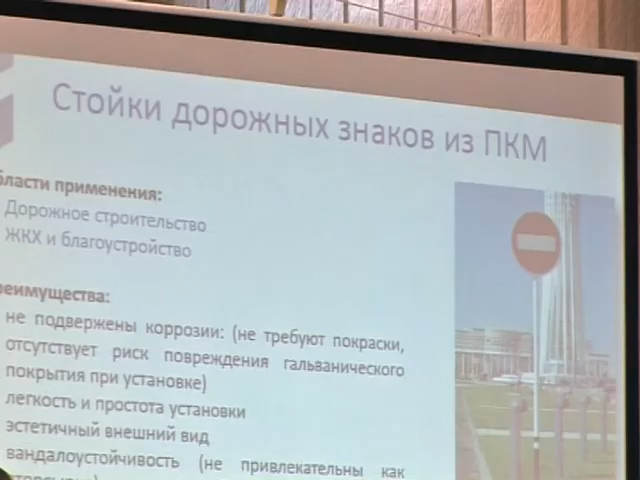 Стойки дорожных знаков из ПКМ
бласти применения:
Дорожное строительство
ЖКХ и благоустройство
реимущества:
не подвержены коррозии: (не требуют покраски,
отсутствует риск повреждения гальванического
покрытия при установке)
легкость и простота установки
эстетичный внешний вид
вандалоустойчивость (не привлекательны как